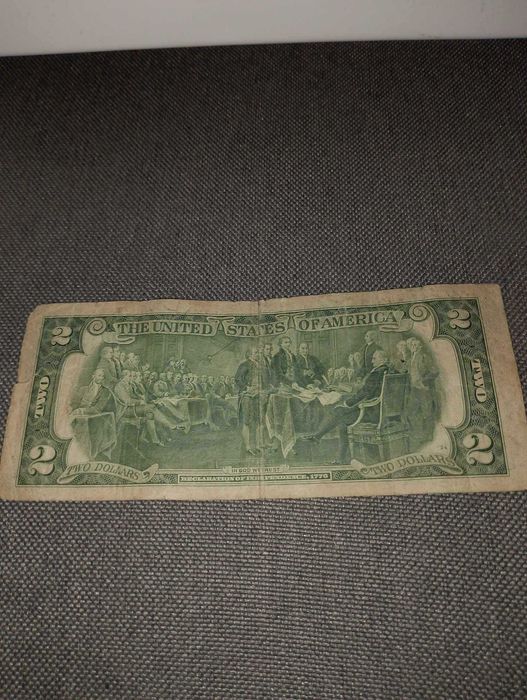 2 THE UNITED STATES OF AMERICA 2
TWO TWO
2 2
TWO DOLLARS TWO DOLLARS
IN GOD WE TRUST
DECLARATION OF INDEPENDENCE, 1776